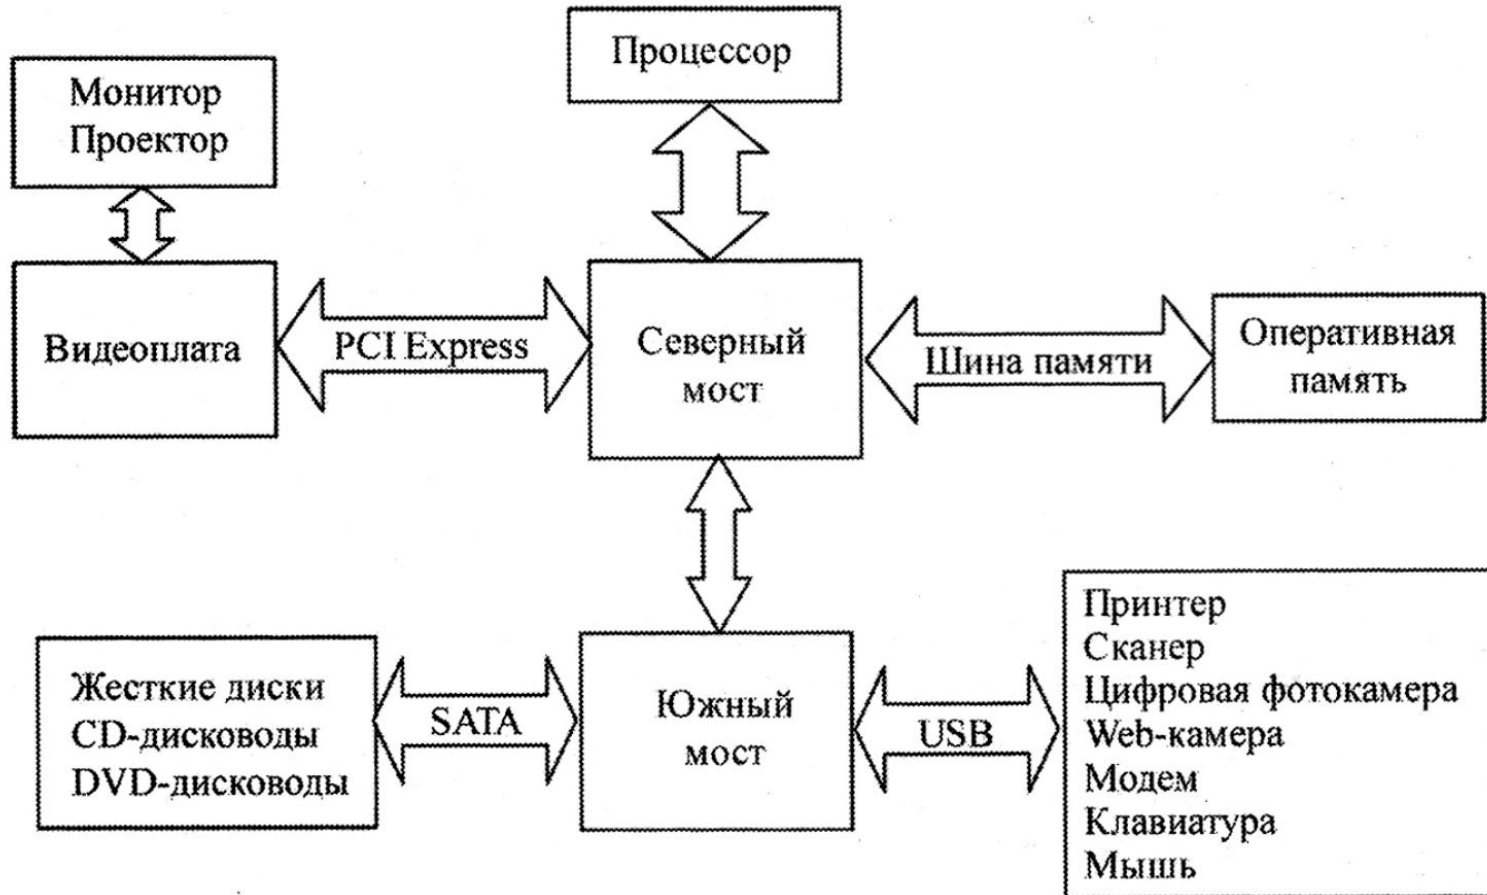 Процессор
Монитор
Проектор
Видеоплата
PCI Express
Северный
мост
Шина памяти
Оперативная
память
Жесткие диски
CD-дисководы
DVD-дисководы
SATA
Южный
мост
USB
Принтер
Сканер
Цифровая фотокамера
Web-камера
Модем
Клавиатура
Мышь